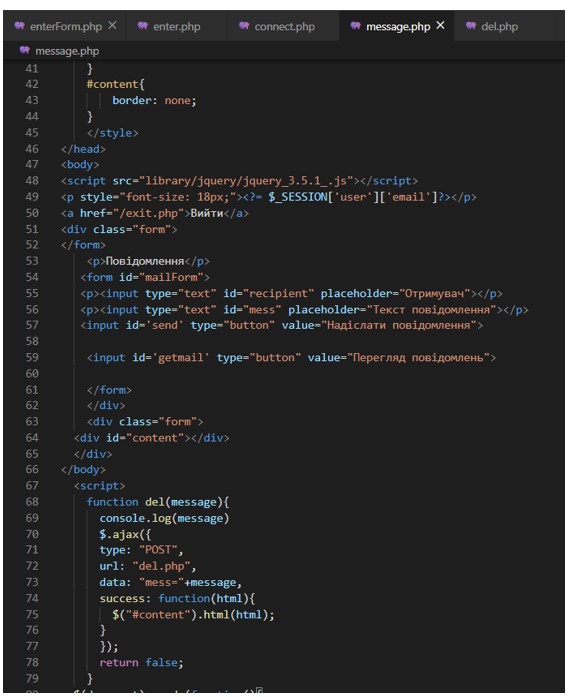 enterForm.php ✕ enter.php connect.php message.php ✕ del.php
message.php
41 }
42 #content{
43 border: none;
44 }
45 </style>
46 </head>
47 <body>
48 <script src="library/jquery/jquery_3.5.1_.js"></script>
49 <p style="font-size: 18px;"><?= $_SESSION['user']['email']?></p>
50 <a href="/exit.php">Вийти</a>
51 <div class="form">
52 </form>
53 <p>Повідомлення</p>
54 <form id="mailForm">
55 <p><input type="text" id="recipient" placeholder="Отримувач"></p>
56 <p><input type="text" id="mess" placeholder="Текст повідомлення"></p>
57 <input id='send' type="button" value="Надіслати повідомлення">
58
59 <input id='getmail' type="button" value="Перегляд повідомлень">
60
61 </form>
62 </div>
63 <div class="form">
64 <div id="content"></div>
65 </div>
66 </body>
67 <script>
68 function del(message){
69 console.log(message)
70 $.ajax({
71 type: "POST",
72 url: "del.php",
73 data: "mess="+message,
74 success: function(html){
75 $("#content").html(html);
76 }
77 });
78 return false;
79 }